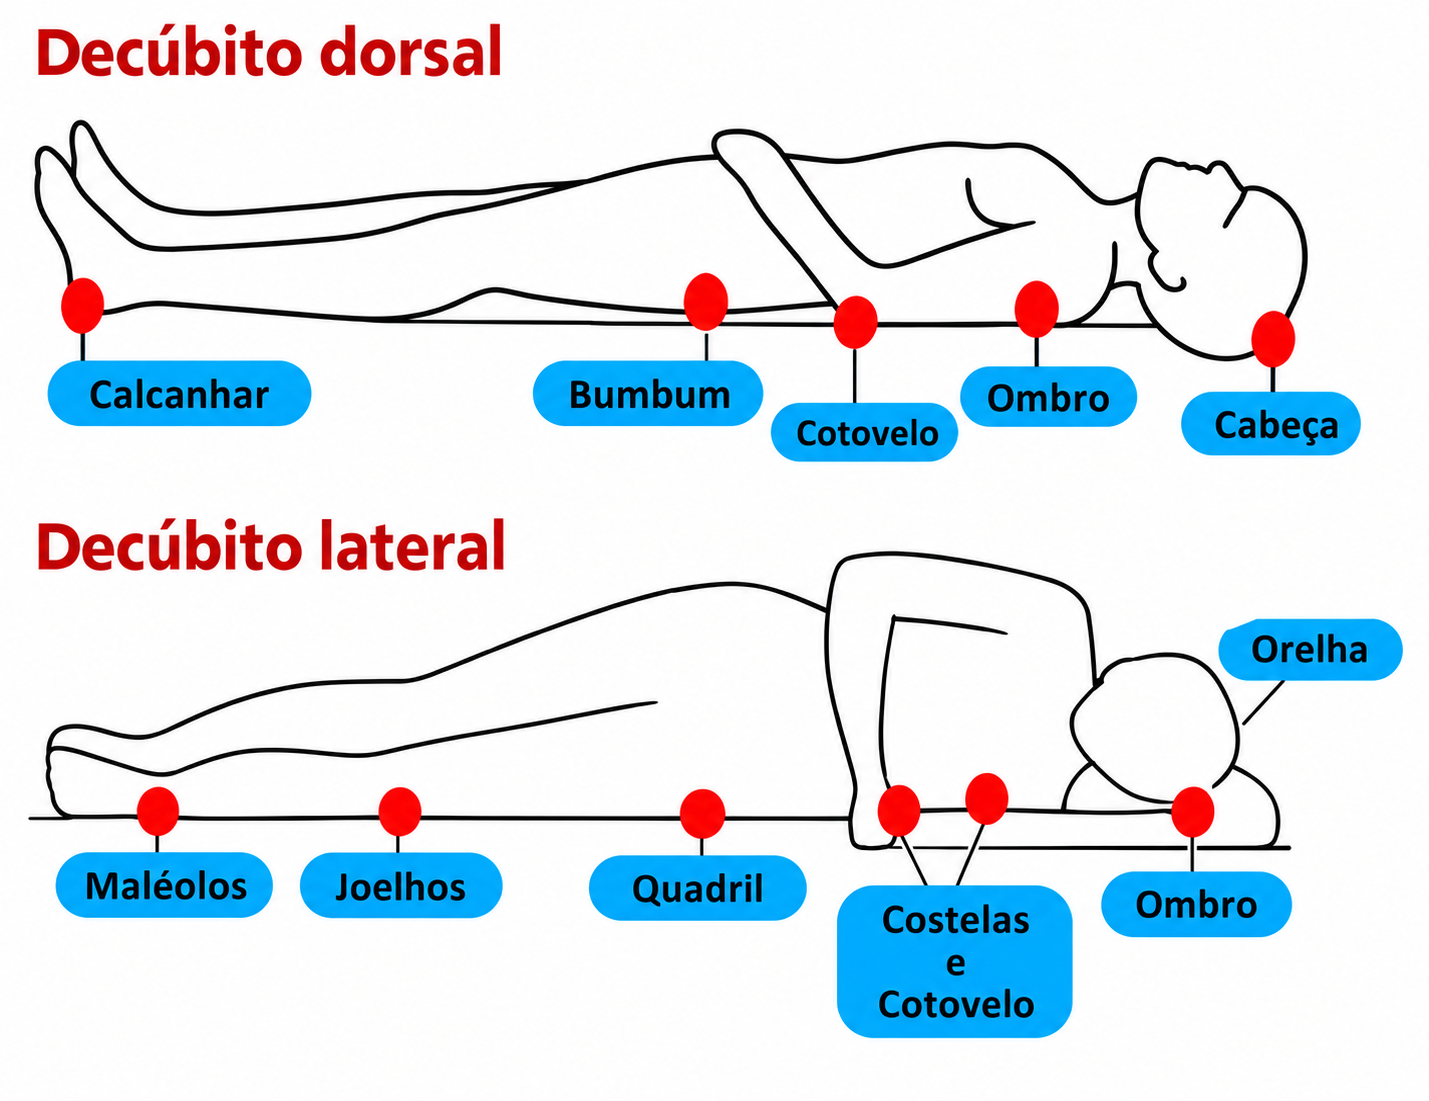 Decúbito dorsal
Calcanhar
Bumbum
Cotovelo
Ombro
Cabeça
Decúbito lateral
Orelha
Maléolos
Joelhos
Quadril
Costelas
e
Cotovelo
Ombro